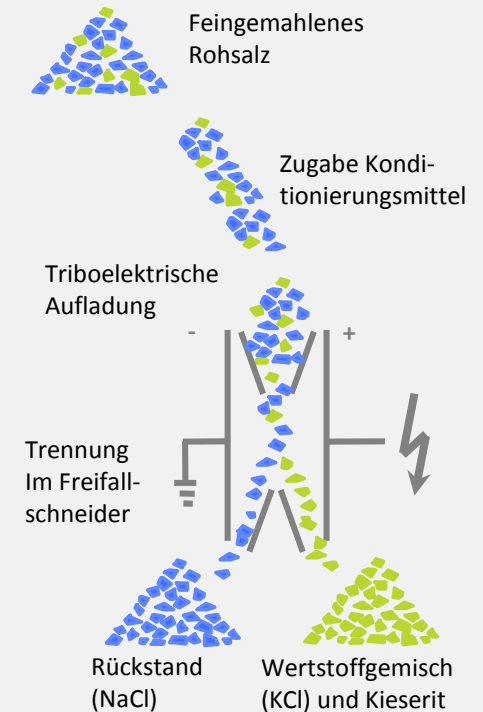 Feingemahlenes
Rohsalz
Zugabe Kondi-
tionierungsmittel
Triboelektrische
Aufladung
- +
Trennung
Im Freifall-
schneider
Rückstand
(NaCl)
Wertstoffgemisch
(KCl) und Kieserit